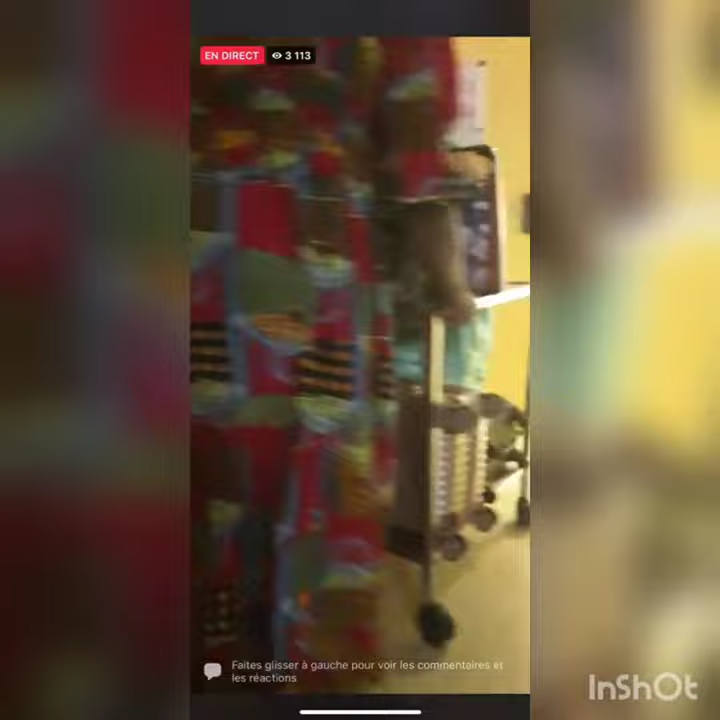 EN DIRECT 3 113
Faites glisser à gauche pour voir les commentaires et
les réactions
InShOt